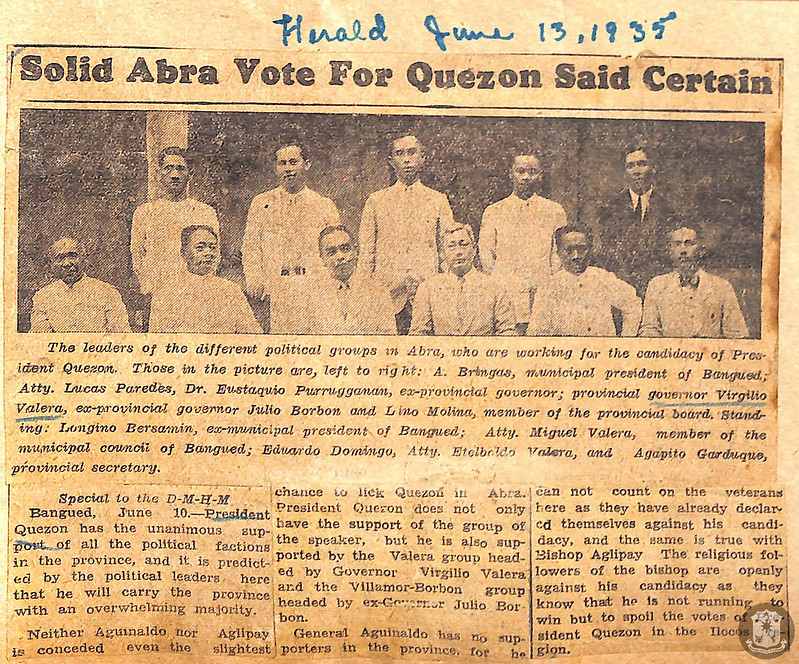 Herald June 13, 1935
Solid Abra Vote For Quezon Said Certain
The leaders of the different political groups in Abra, who are working for the candidacy of Pres-
ident Quezon. Those in the picture are, left to right: A. Bringas, municipal president of Bangued;
Atty. Lucas Paredes, Dr. Eustaquio Purrugganan, ex-provincial governor; provincial governor Virgilio
Valera, ex-provincial governor Julio Borbon and Lino Molina, member of the provincial board. Stand-
ing: Longino Bersamin, ex-municipal president of Bangued; Atty. Miguel Valera, member of the
municipal council of Bangued; Eduardo Domingo, Atty. Etelboldo Valera, and Agapito Garduque,
provincial secretary.
Special to the D-M-H-M
Bangued, June 10.—President
Quezon has the unanimous sup-
port of all the political factions
in the province, and it is predict-
ed by the political leaders here
that he will carry the province
with an overwhelming majority.
Neither Aguinaldo nor Aglipay
is conceded even the slightest
chance to lick Quezon in Abra.
President Quezon does not only
have the support of the group of
the speaker, but he is also sup-
ported by the Valera group head-
ed by Governor Virgilio Valera
and the Villamor-Borbon group
headed by ex-Governor Julio Bor-
bon.
General Aguinaldo has no sup-
porters in the province, for he
can not count on the veterans
here as they have already declar-
ed themselves against his candi-
dacy, and the same is true with
Bishop Aglipay The religious fol-
lowers of the bishop are openly
against his candidacy as they
know that he is not running to
win but to spoil the votes of
sident Quezon in the Ilocos
gion.